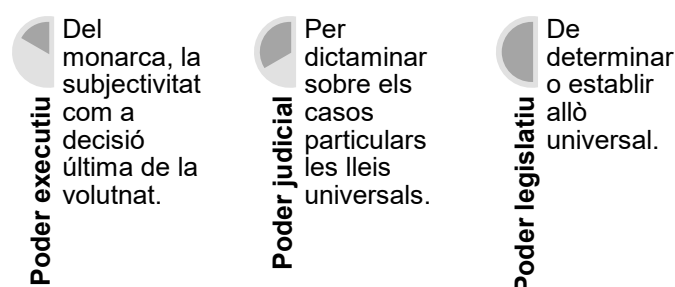 Poder executiu
Del
monarca, la
subjectivitat
com a
decisió
última de la
volutnat.
Poder judicial
Per
dictaminar
sobre els
casos
particulars
les lleis
universals.
Poder legislatiu
De
determinar
o establir
allò
universal.